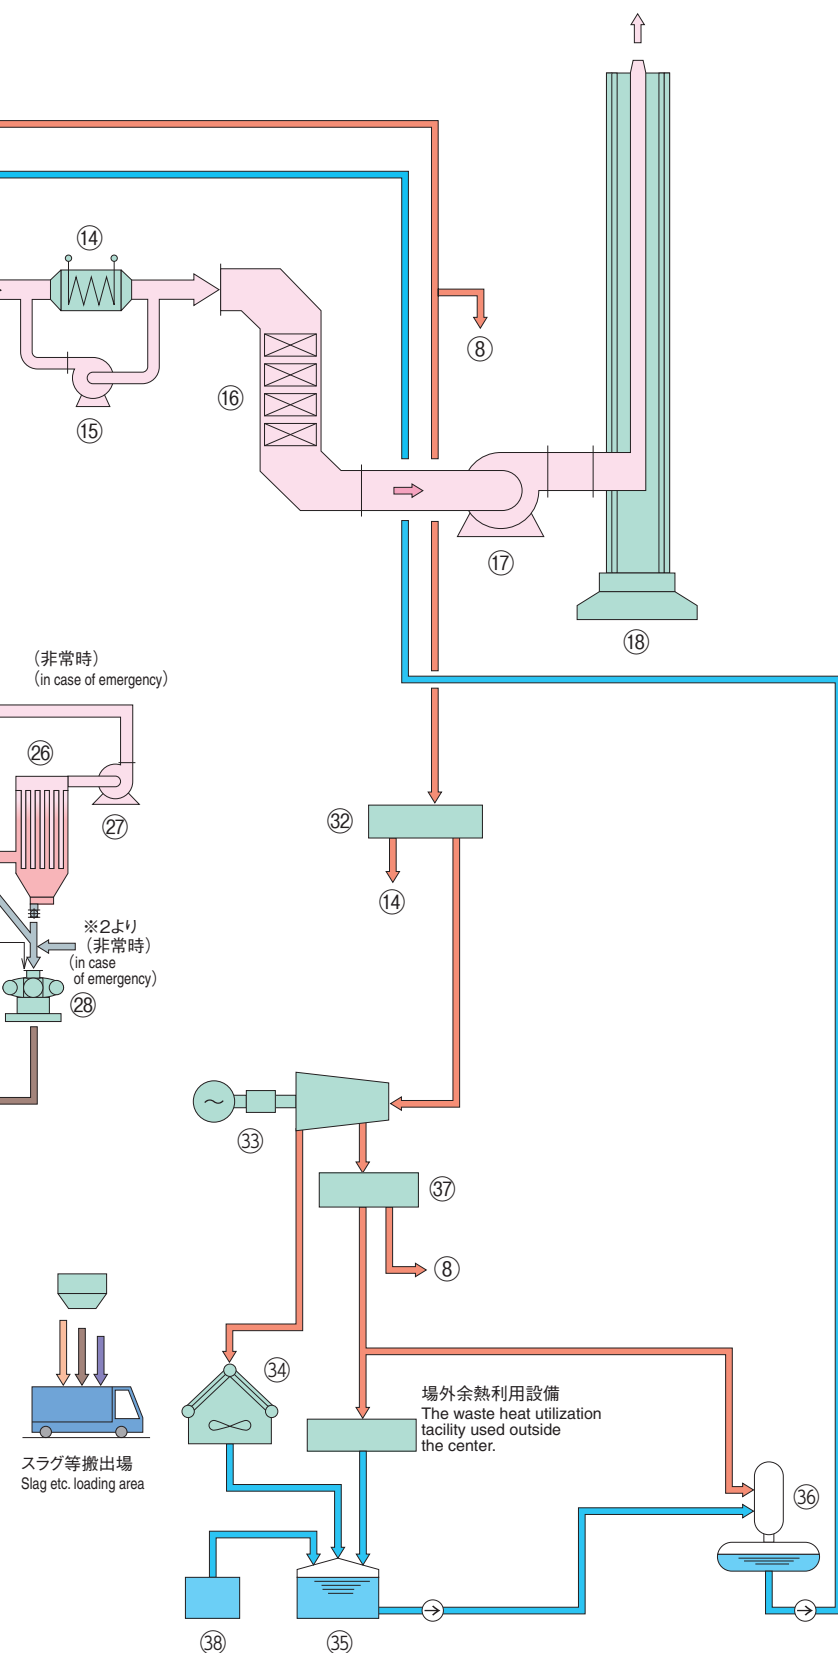 ⑭
⑧
⑯
⑮
⑰
⑱
(非常時)
(in case of emergency)
㉖
㉗
㉜
⑭
※2より
(非常時)
(in case
of emergency)
㉘
~
㉝
㊲
⑧
㉞
場外余熱利用設備
The waste heat utilization
tacility used outside
the center.
スラグ等搬出場
Slag etc. loading area
㊱
㊳
㉟